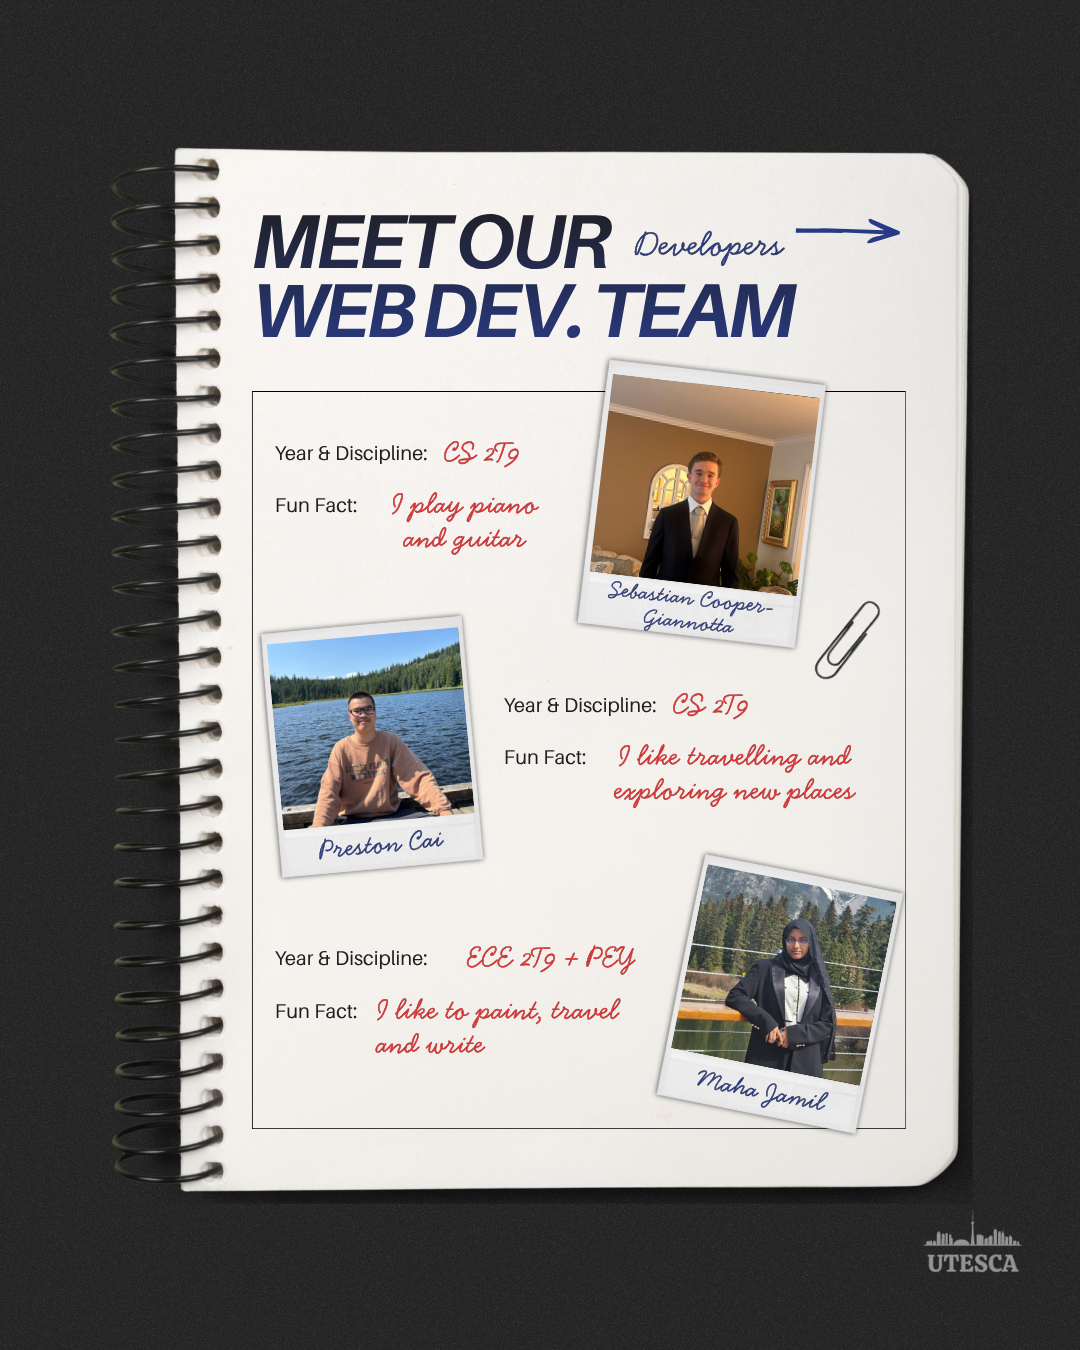 MEET OUR Developers
WEB DEV. TEAM
Year & Discipline: CS 2T9
Fun Fact: I play piano
and guitar
Sebastian Cooper-
Giannotta
Preston Cai
Year & Discipline: CS 2T9
Fun Fact: I like travelling and
exploring new places
Year & Discipline: ECE 2T9 + PEY
Fun Fact: I like to paint, travel
and write
Maha Jamil
UTESCA